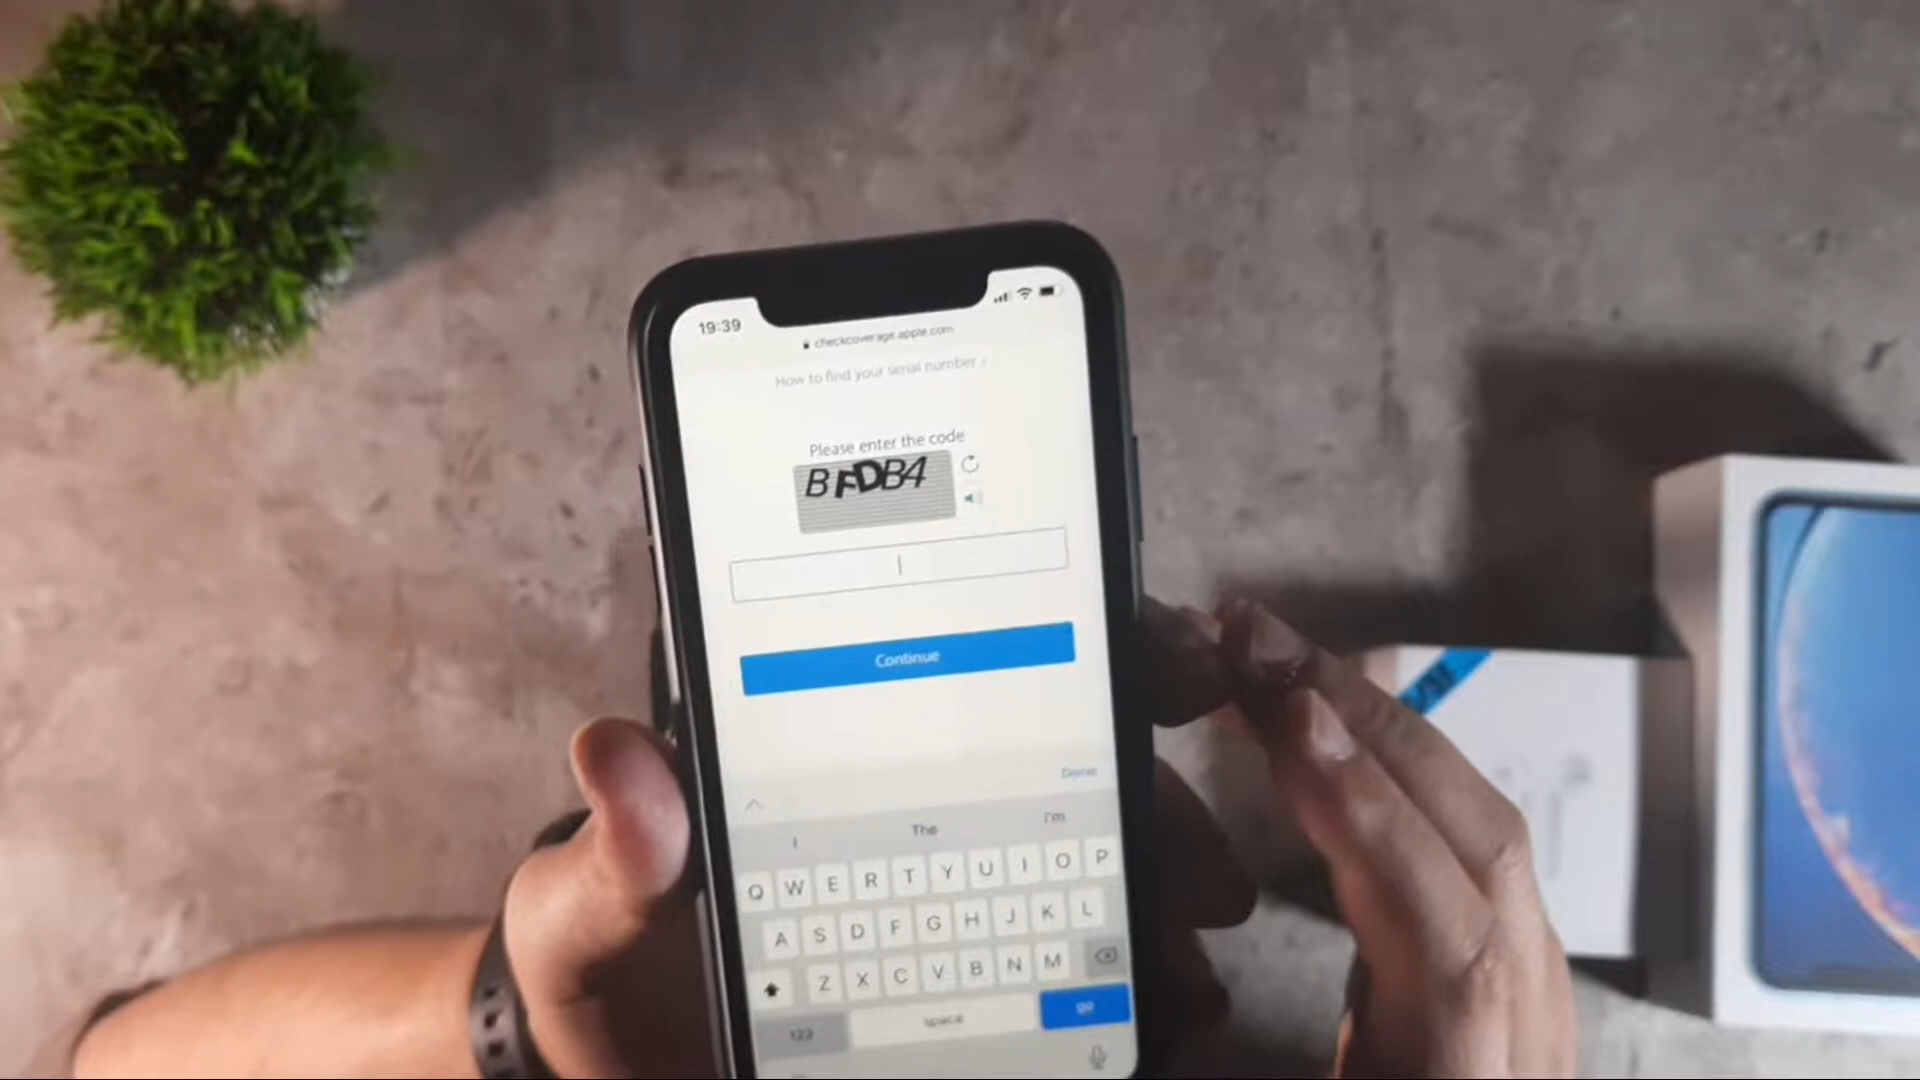 19:39
checkcoverage.apple.com
How to find your serial number ›
Please enter the code
BFDB4
Continue
Done
I The I'm
Q W E R T Y U I O P
A S D F G H J K L
Z X C V B N M
123 space go